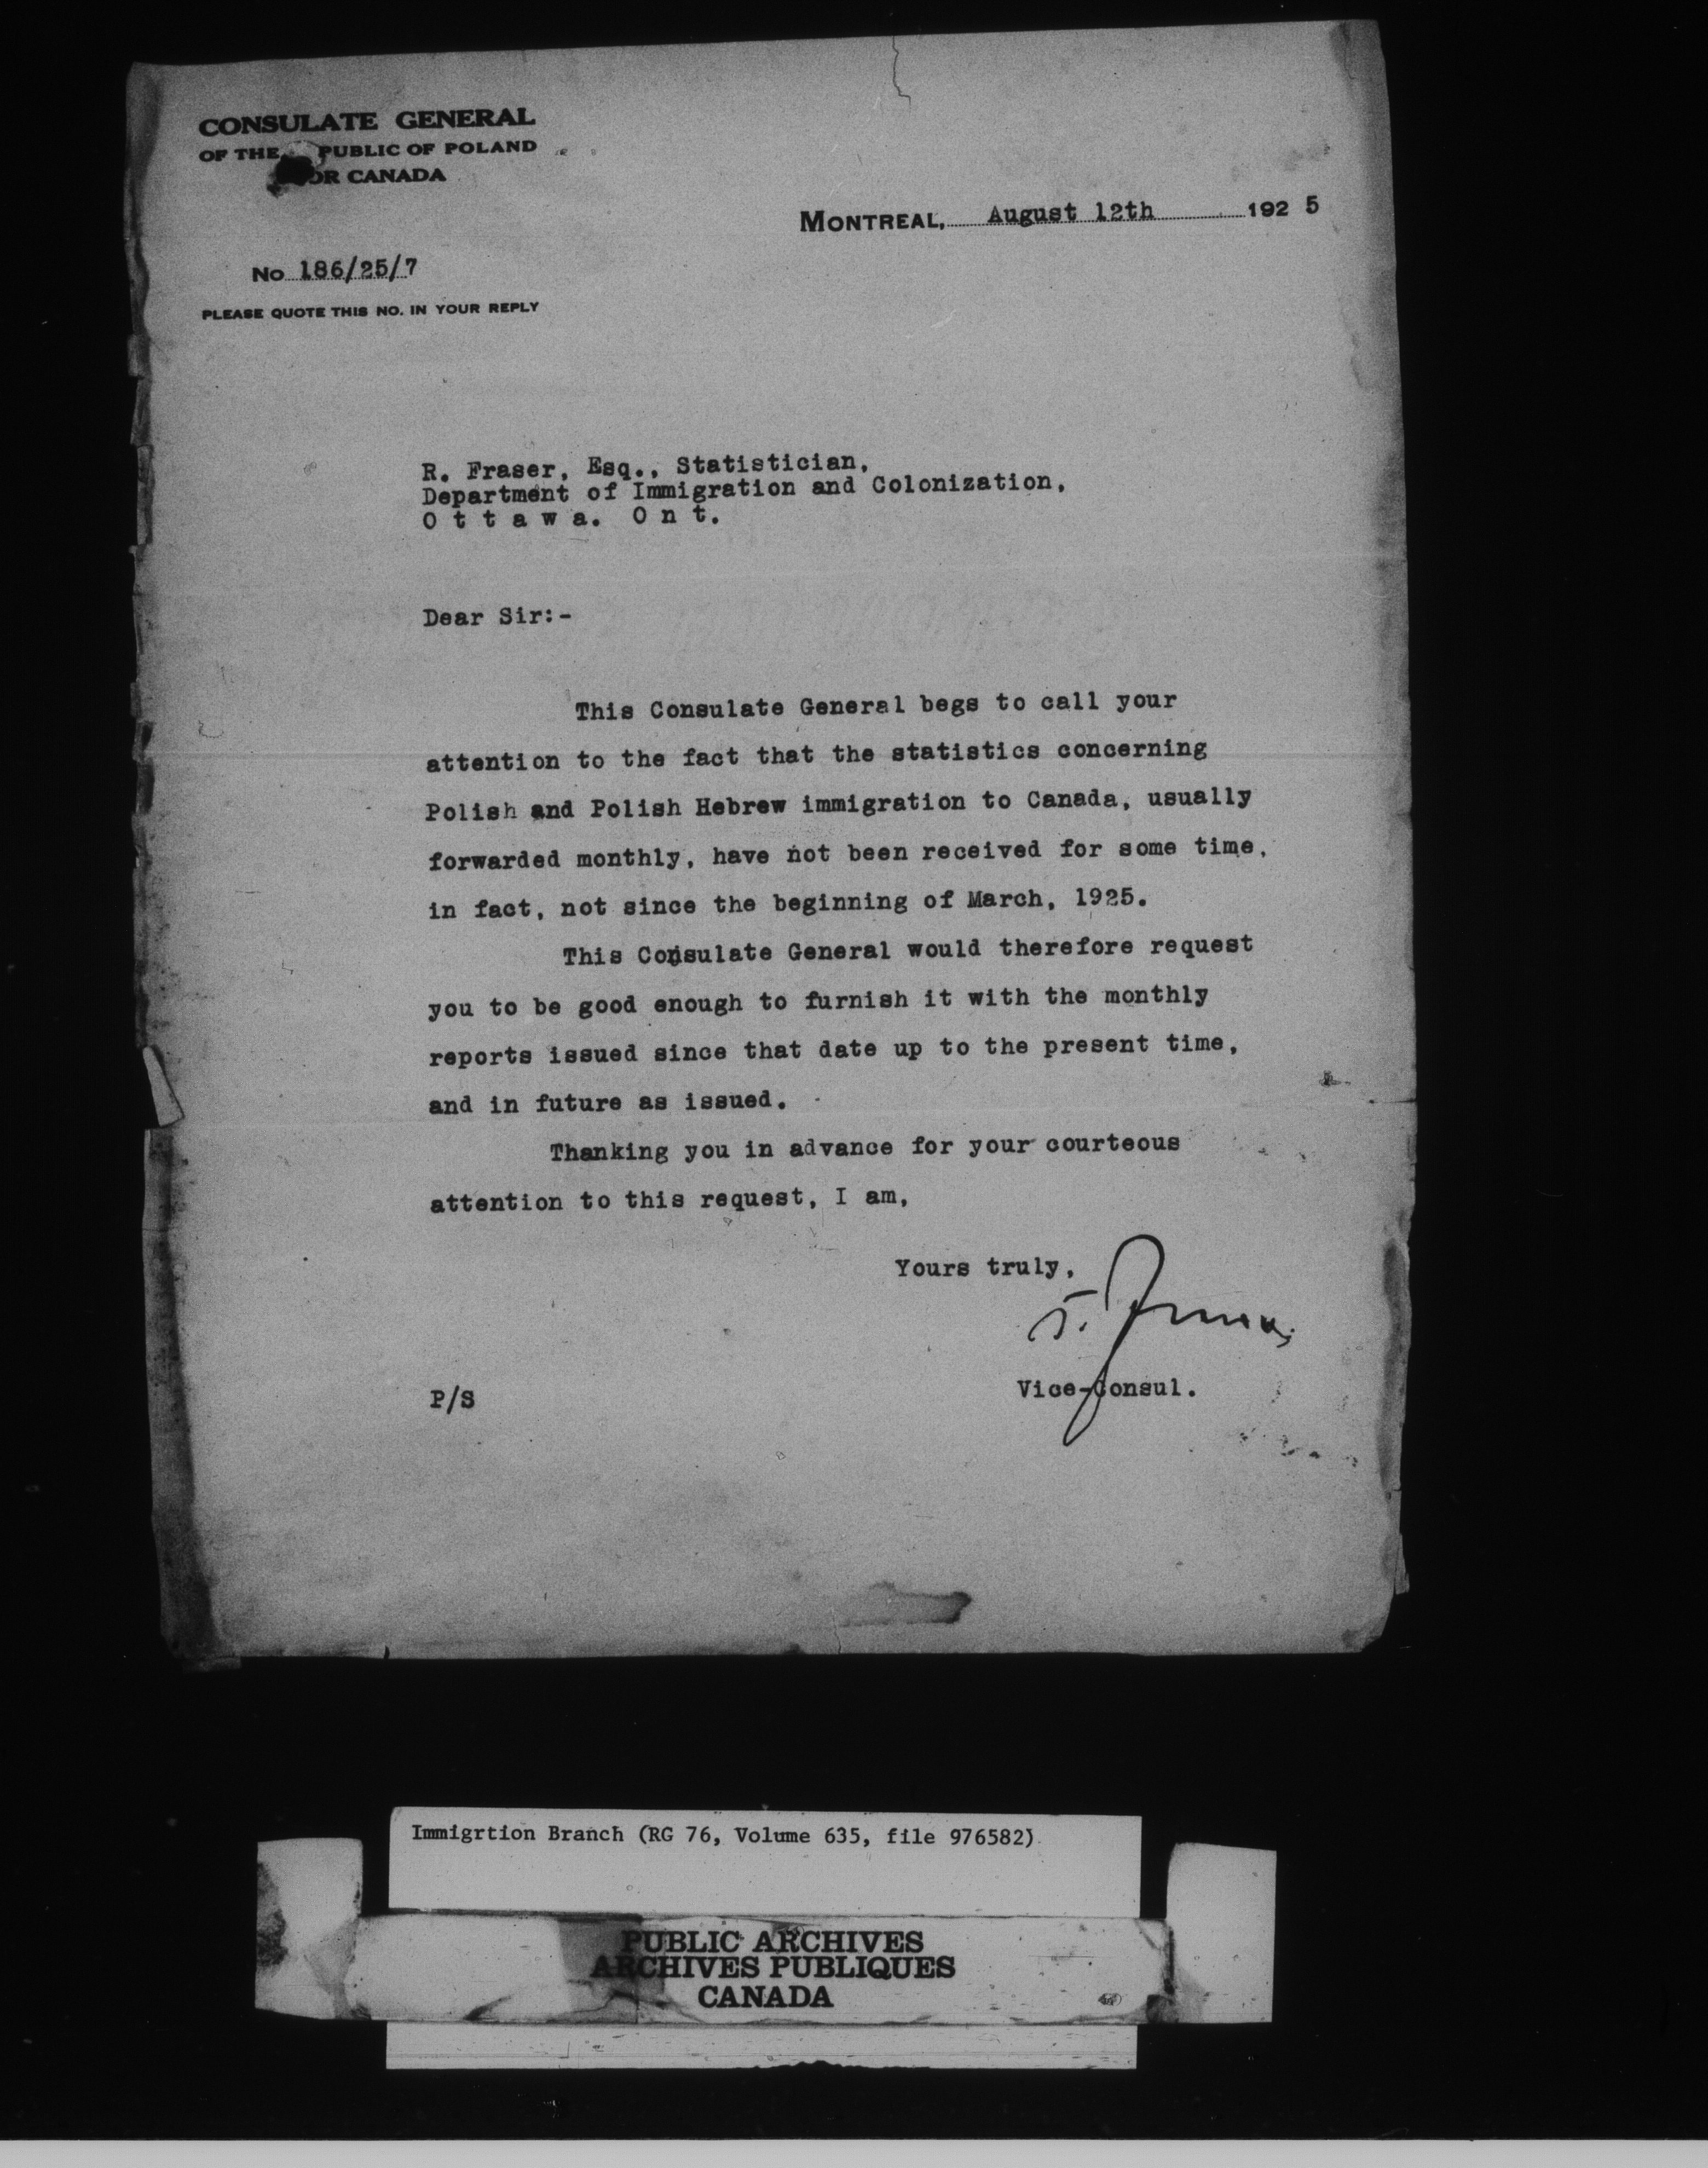 CONSULATE GENERAL
OF THE PUBLIC OF POLAND
OR CANADA
MONTREAL, August 12th 1925
No 186/25/7
PLEASE QUOTE THIS NO. IN YOUR REPLY
R. Fraser, Esq., Statistician,
Department of Immigration and Colonization,
O t t a w a. O n t.
Dear Sir:-
This Consulate General begs to call your
attention to the fact that the statistics concerning
Polish and Polish Hebrew immigration to Canada, usually
forwarded monthly, have not been received for some time,
in fact, not since the beginning of March, 1925.
This Consulate General would therefore request
you to be good enough to furnish it with the monthly
reports issued since that date up to the present time,
and in future as issued.
Thanking you in advance for your courteous
attention to this request, I am,
Yours truly,
Vice-Consul.
P/S
Immigrtion Branch (RG 76, Volume 635, file 976582)
PUBLIC ARCHIVES
ARCHIVES PUBLIQUES
CANADA